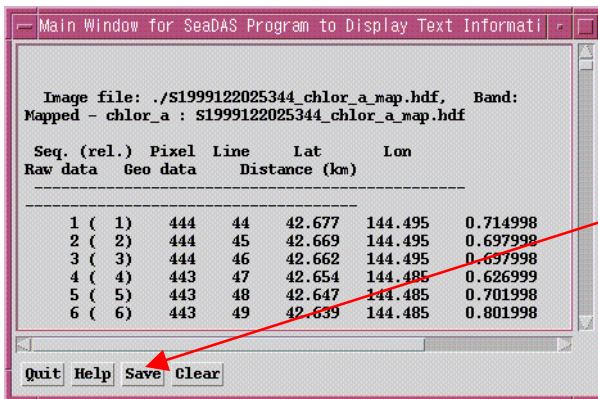 Main Window for SeaDAS Program to Display Text Informati
Image file: ./S1999122025344_chlor_a_map.hdf, Band:
Mapped - chlor_a : S1999122025344_chlor_a_map.hdf
Seq. (rel.) Pixel Line Lat Lon
Raw data Geo data Distance (km)
1 ( 1) 444 44 42.677 144.495 0.714998
2 ( 2) 444 45 42.669 144.495 0.697998
3 ( 3) 444 46 42.662 144.495 0.697998
4 ( 4) 443 47 42.654 144.485 0.626999
5 ( 5) 443 48 42.647 144.485 0.701998
6 ( 6) 443 49 42.639 144.485 0.801998
Quit Help Save Clear